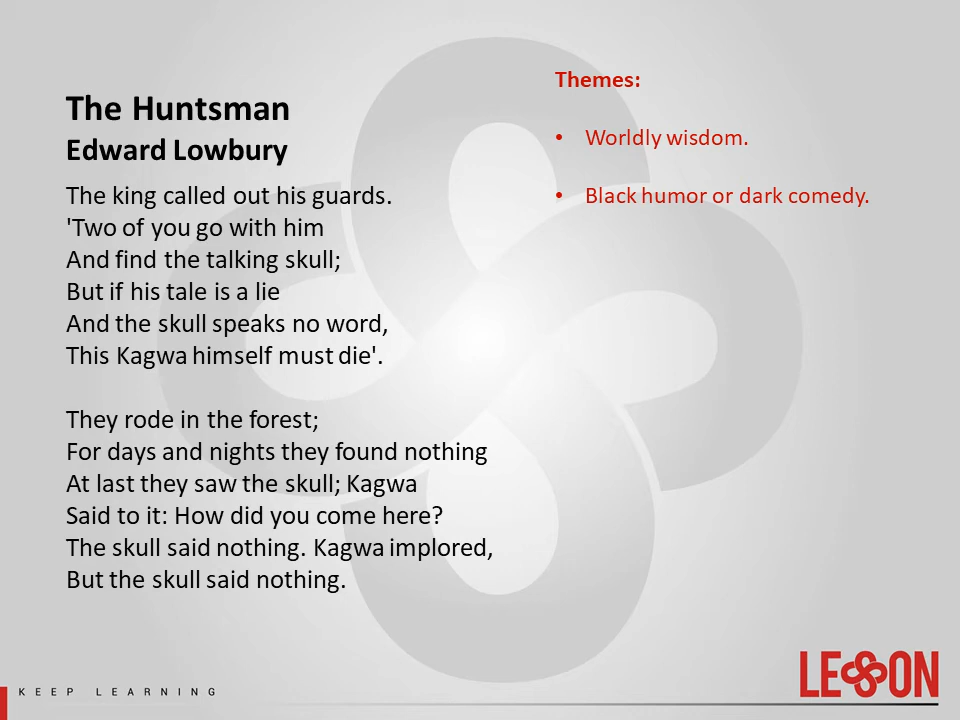 The Huntsman
Edward Lowbury
The king called out his guards.
'Two of you go with him
And find the talking skull;
But if his tale is a lie
And the skull speaks no word,
This Kagwa himself must die'.
They rode in the forest;
For days and nights they found nothing
At last they saw the skull; Kagwa
Said to it: How did you come here?
The skull said nothing. Kagwa implored,
But the skull said nothing.
Themes:
• Worldly wisdom.
• Black humor or dark comedy.
KEEP LEARNING
LESSON